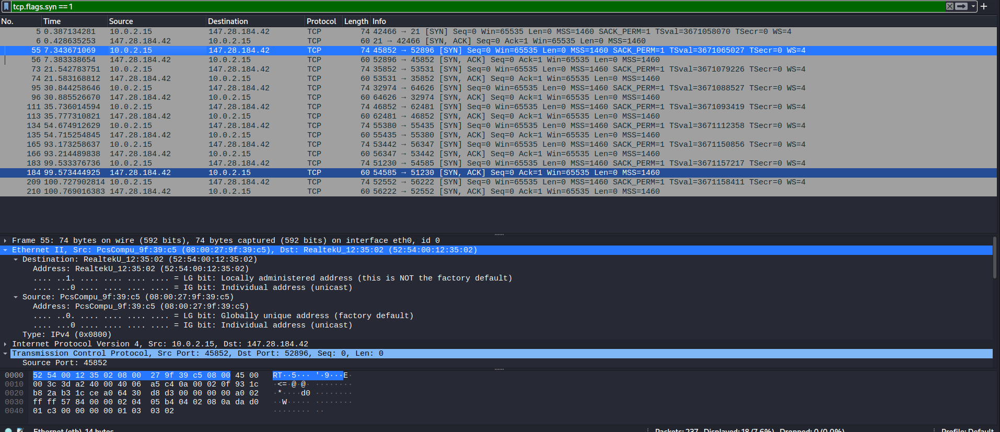 tcp.flags.syn == 1
No. Time Source Destination Protocol Length Info
5 0.387134281 10.0.2.15 147.28.184.42 TCP 74 42466 → 21 [SYN] Seq=0 Win=65535 Len=0 MSS=1460 SACK_PERM=1 TSval=3671058070 TSecr=0 WS=4
6 0.428635253 147.28.184.42 10.0.2.15 TCP 60 21 → 42466 [SYN, ACK] Seq=0 Ack=1 Win=65535 Len=0 MSS=1460
55 7.343671069 10.0.2.15 147.28.184.42 TCP 74 45852 → 52896 [SYN] Seq=0 Win=65535 Len=0 MSS=1460 SACK_PERM=1 TSval=3671065027 TSecr=0 WS=4
56 7.383338654 147.28.184.42 10.0.2.15 TCP 60 52896 → 45852 [SYN, ACK] Seq=0 Ack=1 Win=65535 Len=0 MSS=1460
73 21.542783751 10.0.2.15 147.28.184.42 TCP 74 35852 → 53531 [SYN] Seq=0 Win=65535 Len=0 MSS=1460 SACK_PERM=1 TSval=3671079226 TSecr=0 WS=4
74 21.583168812 147.28.184.42 10.0.2.15 TCP 60 53531 → 35852 [SYN, ACK] Seq=0 Ack=1 Win=65535 Len=0 MSS=1460
95 30.844258646 10.0.2.15 147.28.184.42 TCP 74 32974 → 64626 [SYN] Seq=0 Win=65535 Len=0 MSS=1460 SACK_PERM=1 TSval=3671088527 TSecr=0 WS=4
96 30.885526670 147.28.184.42 10.0.2.15 TCP 60 64626 → 32974 [SYN, ACK] Seq=0 Ack=1 Win=65535 Len=0 MSS=1460
111 35.736014594 10.0.2.15 147.28.184.42 TCP 74 46852 → 62481 [SYN] Seq=0 Win=65535 Len=0 MSS=1460 SACK_PERM=1 TSval=3671093419 TSecr=0 WS=4
113 35.777310821 147.28.184.42 10.0.2.15 TCP 60 62481 → 46852 [SYN, ACK] Seq=0 Ack=1 Win=65535 Len=0 MSS=1460
134 54.674912629 10.0.2.15 147.28.184.42 TCP 74 55380 → 55435 [SYN] Seq=0 Win=65535 Len=0 MSS=1460 SACK_PERM=1 TSval=3671112358 TSecr=0 WS=4
135 54.715254845 147.28.184.42 10.0.2.15 TCP 60 55435 → 55380 [SYN, ACK] Seq=0 Ack=1 Win=65535 Len=0 MSS=1460
165 93.173258637 10.0.2.15 147.28.184.42 TCP 74 53442 → 56347 [SYN] Seq=0 Win=65535 Len=0 MSS=1460 SACK_PERM=1 TSval=3671150856 TSecr=0 WS=4
166 93.214489838 147.28.184.42 10.0.2.15 TCP 60 56347 → 53442 [SYN, ACK] Seq=0 Ack=1 Win=65535 Len=0 MSS=1460
183 99.533376736 10.0.2.15 147.28.184.42 TCP 74 51230 → 54585 [SYN] Seq=0 Win=65535 Len=0 MSS=1460 SACK_PERM=1 TSval=3671157217 TSecr=0 WS=4
184 99.573444925 147.28.184.42 10.0.2.15 TCP 60 54585 → 51230 [SYN, ACK] Seq=0 Ack=1 Win=65535 Len=0 MSS=1460
209 100.727902814 10.0.2.15 147.28.184.42 TCP 74 52552 → 56222 [SYN] Seq=0 Win=65535 Len=0 MSS=1460 SACK_PERM=1 TSval=3671158411 TSecr=0 WS=4
210 100.769016383 147.28.184.42 10.0.2.15 TCP 60 56222 → 52552 [SYN, ACK] Seq=0 Ack=1 Win=65535 Len=0 MSS=1460
Frame 55: 74 bytes on wire (592 bits), 74 bytes captured (592 bits) on interface eth0, id 0
Ethernet II, Src: PcsCompu_9f:39:c5 (08:00:27:9f:39:c5), Dst: RealtekU_12:35:02 (52:54:00:12:35:02)
Destination: RealtekU_12:35:02 (52:54:00:12:35:02)
Address: RealtekU_12:35:02 (52:54:00:12:35:02)
.... ..1. .... .... .... .... = LG bit: Locally administered address (this is NOT the factory default)
.... ...0 .... .... .... .... = IG bit: Individual address (unicast)
Source: PcsCompu_9f:39:c5 (08:00:27:9f:39:c5)
Address: PcsCompu_9f:39:c5 (08:00:27:9f:39:c5)
.... ..0. .... .... .... .... = LG bit: Globally unique address (factory default)
.... ...0 .... .... .... .... = IG bit: Individual address (unicast)
Type: IPv4 (0x0800)
Internet Protocol Version 4, Src: 10.0.2.15, Dst: 147.28.184.42
Transmission Control Protocol, Src Port: 45852, Dst Port: 52896, Seq: 0, Len: 0
Source Port: 45852
0000 52 54 00 12 35 02 08 00 27 9f 39 c5 08 00 45 00 RT··5··· '·9···E·
0010 00 3c 3d a2 40 00 40 06 a5 c4 0a 00 02 0f 93 1c ·<=·@·@· ········
0020 b8 2a b3 1c ce a0 64 30 d8 d3 00 00 00 00 a0 02 ·*····d0 ········
0030 ff ff 57 84 00 00 02 04 05 b4 04 02 08 0a da d0 ··W····· ········
0040 01 c3 00 00 00 00 01 03 03 02 ········ ··
Ethernet (eth), 14 bytes
Packets: 237 · Displayed: 18 (7.6%) · Dropped: 0 (0.0%)
Profile: Default